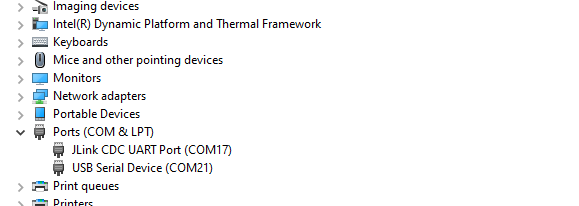 Imaging devices
Intel(R) Dynamic Platform and Thermal Framework
Keyboards
Mice and other pointing devices
Monitors
Network adapters
Portable Devices
Ports (COM & LPT)
JLink CDC UART Port (COM17)
USB Serial Device (COM21)
Print queues
Printers